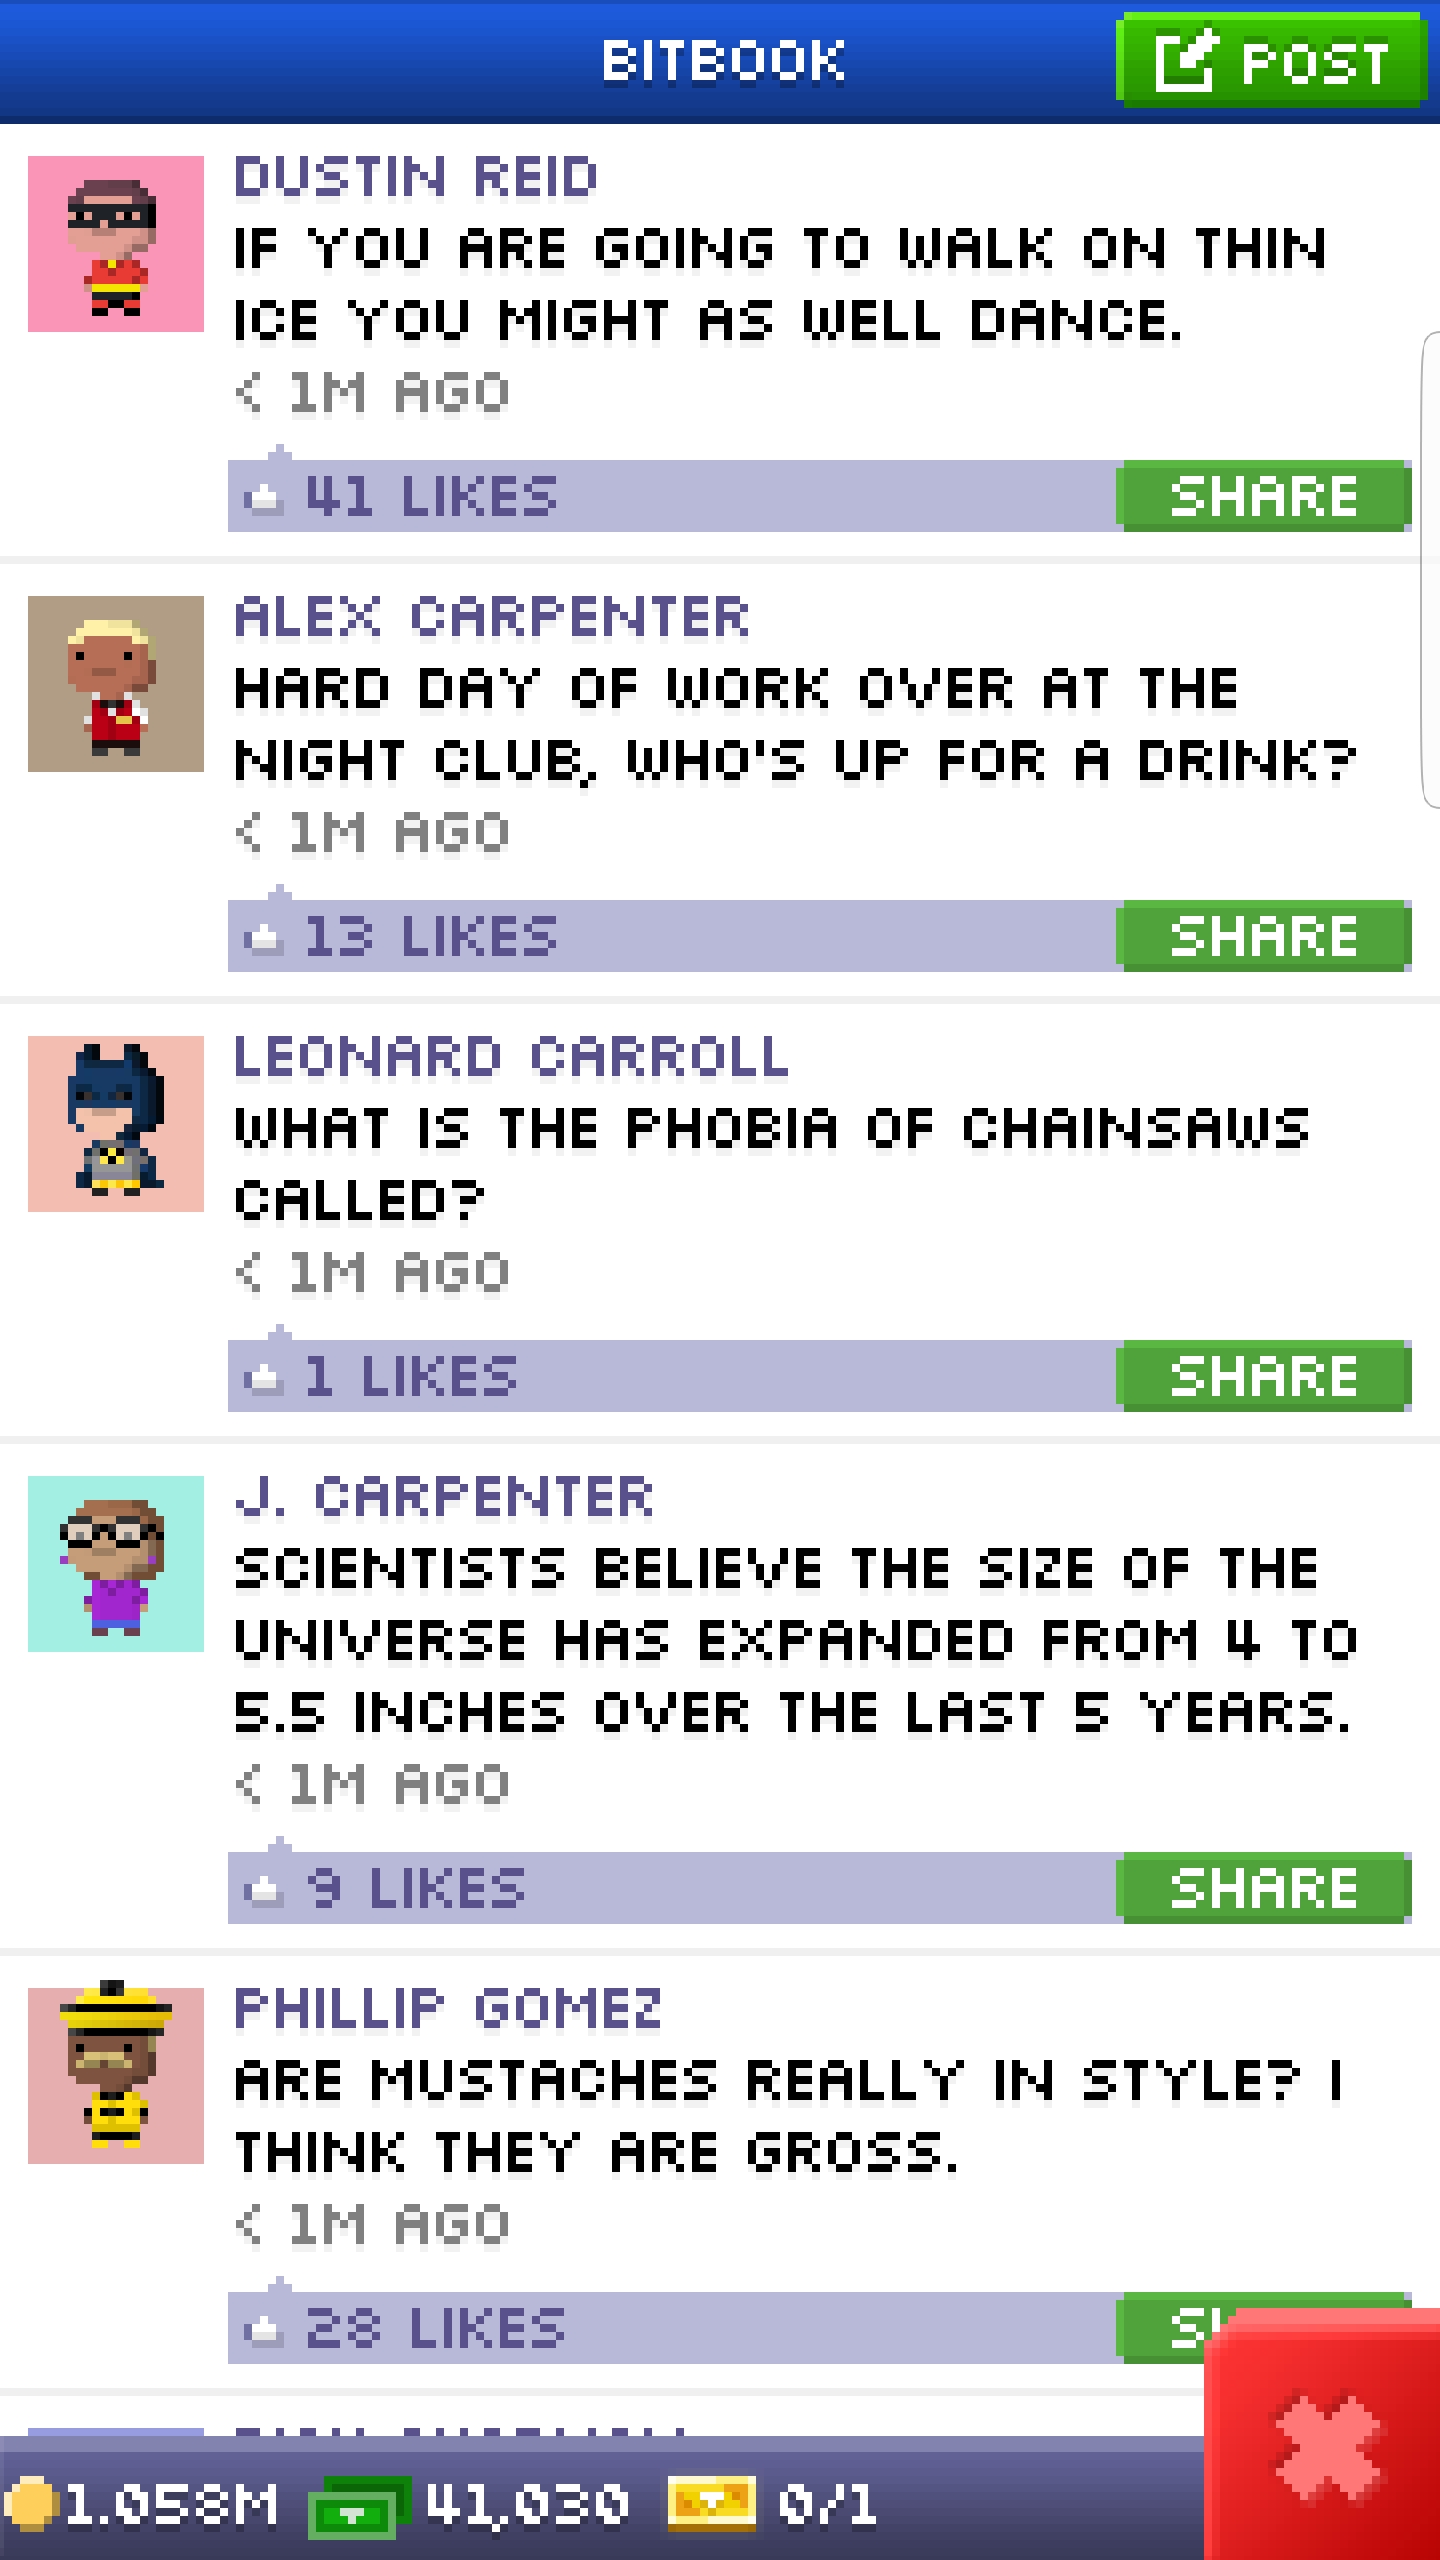 BITBOOK
POST
DUSTIN REID
IF YOU ARE GOING TO WALK ON THIN
ICE YOU MIGHT AS WELL DANCE.
< 1M AGO
41 LIKES
SHARE
ALEX CARPENTER
HARD DAY OF WORK OVER AT THE
NIGHT CLUB, WHO'S UP FOR A DRINK?
< 1M AGO
13 LIKES
SHARE
LEONARD CARROLL
WHAT IS THE PHOBIA OF CHAINSAWS
CALLED?
< 1M AGO
1 LIKES
SHARE
J. CARPENTER
SCIENTISTS BELIEVE THE SIZE OF THE
UNIVERSE HAS EXPANDED FROM 4 TO
5.5 INCHES OVER THE LAST 5 YEARS.
< 1M AGO
9 LIKES
SHARE
PHILLIP GOMEZ
ARE MUSTACHES REALLY IN STYLE? I
THINK THEY ARE GROSS.
< 1M AGO
28 LIKES
1.058M
41,030
0/1